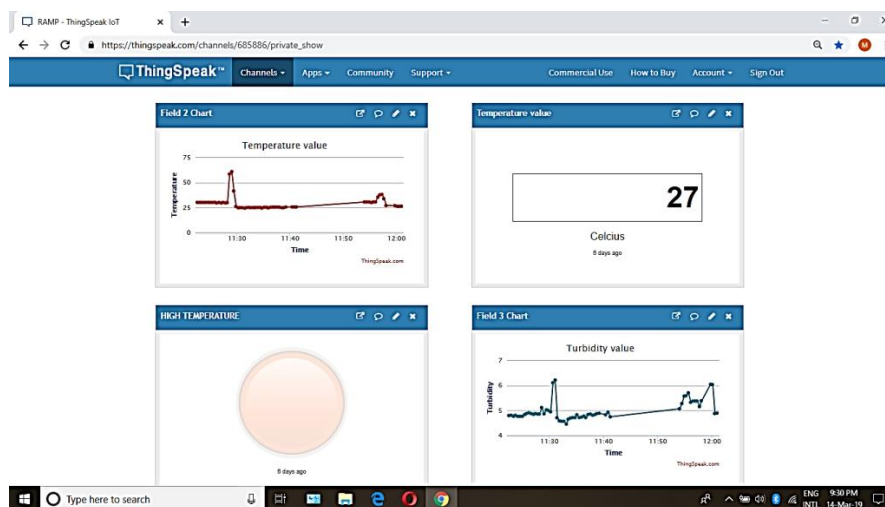 RAMP - ThingSpeak IoT
https://thingspeak.com/channels/685886/private_show
M
ThingSpeak™ Channels Apps Community Support Commercial Use How to Buy Account Sign Out
Field 2 Chart
Temperature value
75
50
25
0
Temperature
11:30 11:40 11:50 12:00
Time
ThingSpeak.com
Temperature value
27
Celcius
6 days ago
HIGH TEMPERATURE
6 days ago
Field 3 Chart
Turbidity value
7
6
5
4
Turbidity
11:30 11:40 11:50 12:00
Time
ThingSpeak.com
Type here to search
ENG 9:30 PM
INTL 14-Mar-19